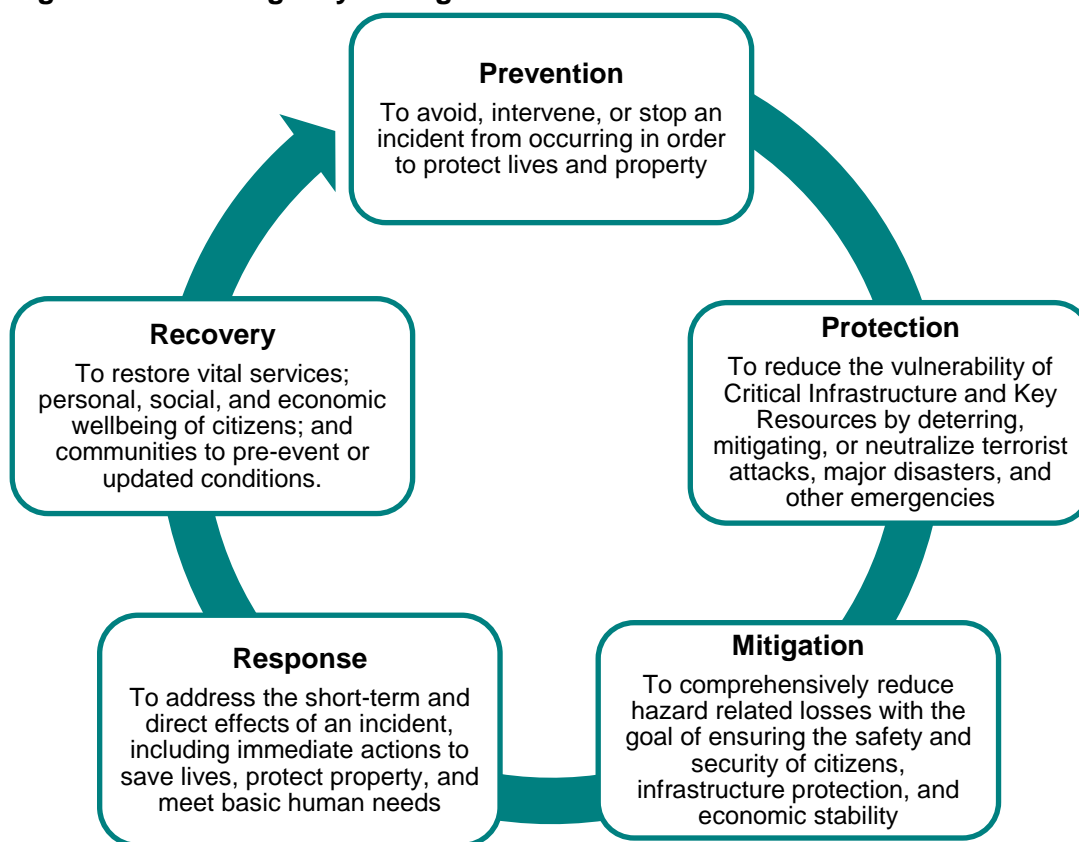 Prevention
To avoid, intervene, or stop an
incident from occurring in order
to protect lives and property
Protection
To reduce the vulnerability of
Critical Infrastructure and Key
Resources by deterring,
mitigating, or neutralize terrorist
attacks, major disasters, and
other emergencies
Mitigation
To comprehensively reduce
hazard related losses with the
goal of ensuring the safety and
security of citizens,
infrastructure protection, and
economic stability
Response
To address the short-term and
direct effects of an incident,
including immediate actions to
save lives, protect property, and
meet basic human needs
Recovery
To restore vital services;
personal, social, and economic
wellbeing of citizens; and
communities to pre-event or
updated conditions.